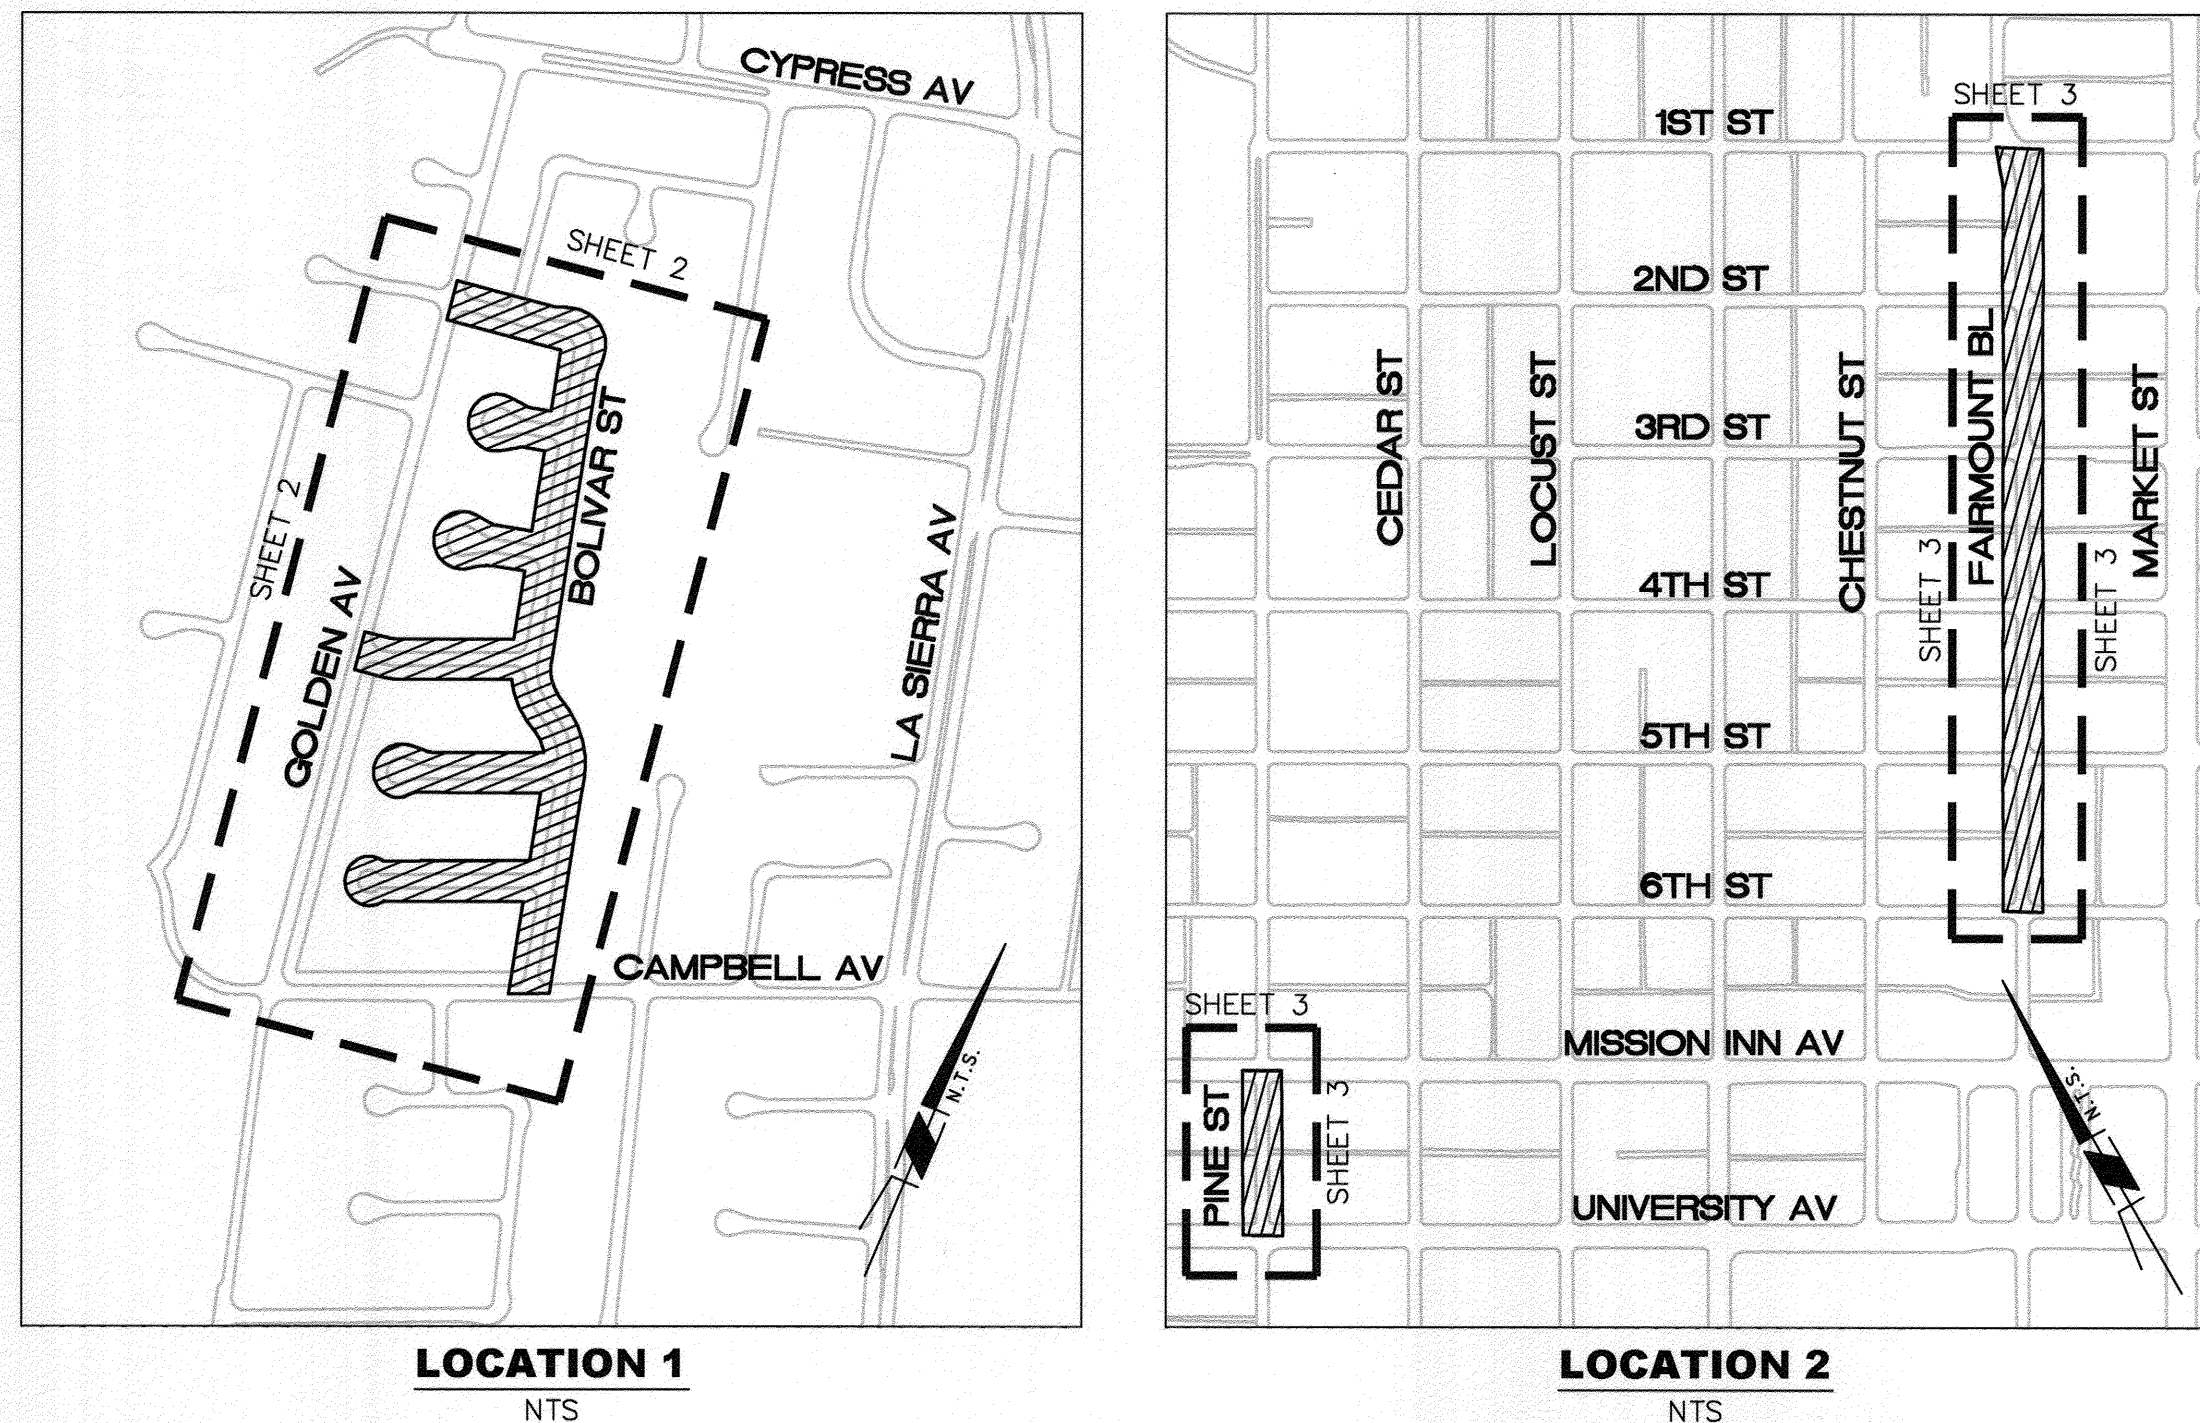 CYPRESS AV
SHEET 2
BOLIVAR ST
SHEET 2
GOLDEN AV
LA SIERRA AV
CAMPBELL AV
N.T.S.
LOCATION 1
NTS
SHEET 3
1ST ST
2ND ST
FAIRMOUNT BL
CEDAR ST
LOCUST ST
CHESTNUT ST
MARKET ST
3RD ST
SHEET 3
SHEET 3
4TH ST
5TH ST
6TH ST
SHEET 3
MISSION INN AV
PINE ST
SHEET 3
N.T.S.
UNIVERSITY AV
LOCATION 2
NTS